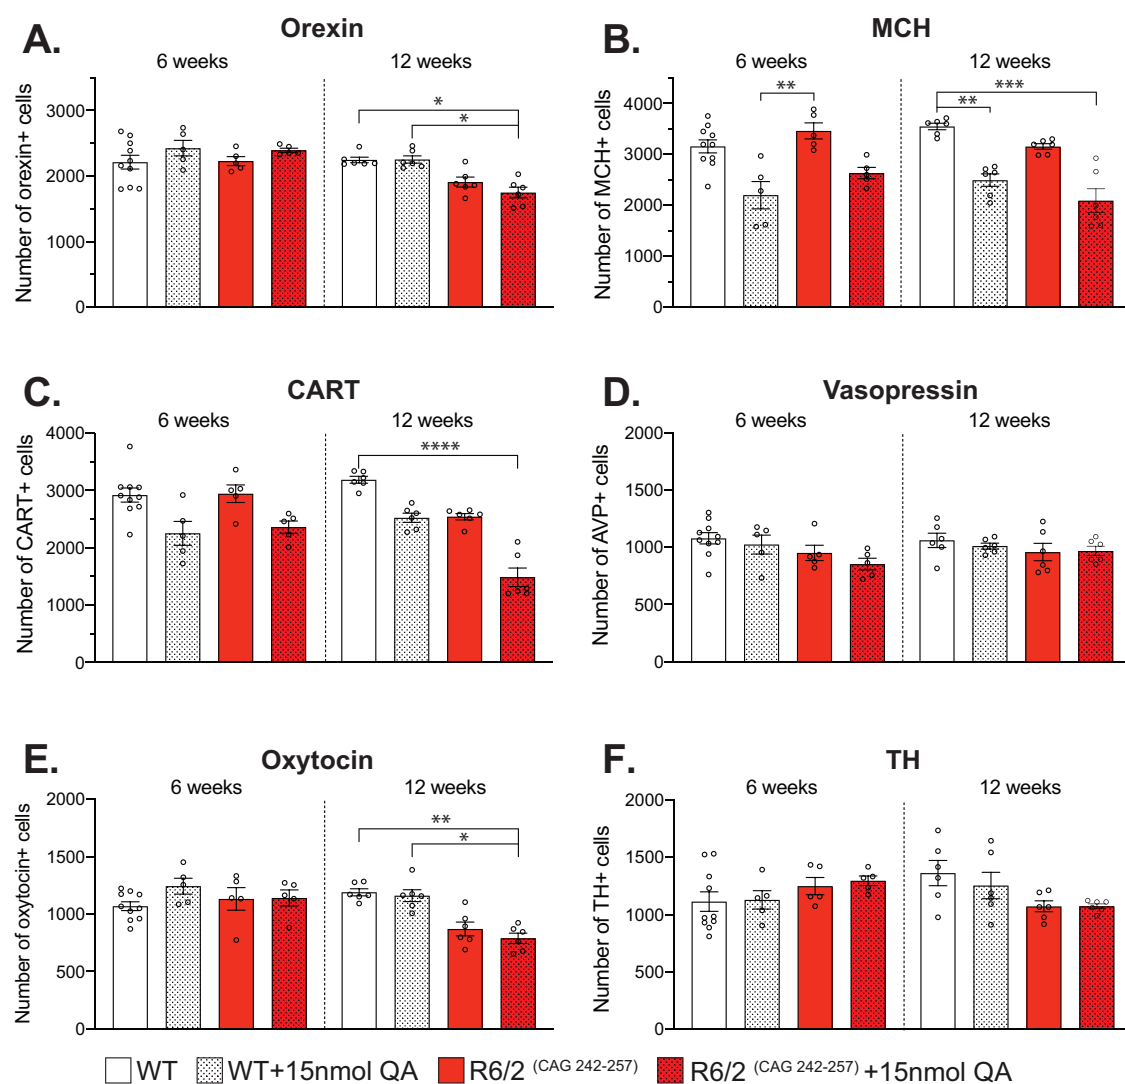 A.
Orexin
6 weeks
12 weeks
Number of orexin+ cells
3000
2000
1000
0
*
*
B.
MCH
6 weeks
12 weeks
Number of MCH+ cells
4000
3000
2000
1000
0
**
***
**
C.
CART
6 weeks
12 weeks
Number of CART+ cells
4000
3000
2000
1000
0
****
D.
Vasopressin
6 weeks
12 weeks
Number of AVP+ cells
2000
1500
1000
500
0
E.
Oxytocin
6 weeks
12 weeks
Number of oxytocin+ cells
2000
1500
1000
500
0
**
*
F.
TH
6 weeks
12 weeks
Number of TH+ cells
2000
1500
1000
500
0
WT WT+15nmol QA R6/2 (CAG 242-257) R6/2 (CAG 242-257) +15nmol QA